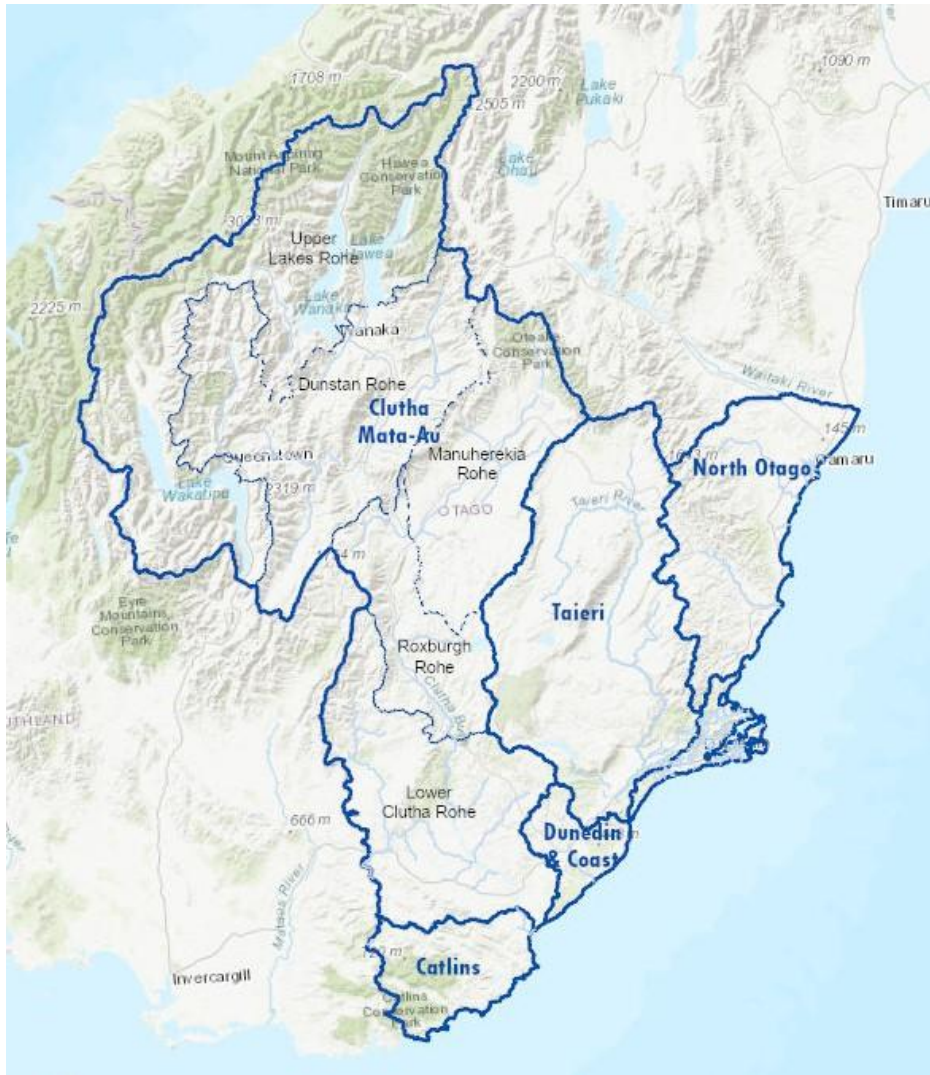 1708 m
2200 m
Lake
Pukaki
1090 m
2505 m
Mount Aspiring
National Park
Hawea
Conservation
Park
Lake
Ohau
Timaru
Upper
Lakes Rohe
Lake
Hawea
2225 m
Lake
Wanaka
Wanaka
Oteake
Conservation
Park
Waitaki River
Dunstan Rohe
Clutha
Mata-Au
145 m
Manuherekia
Rohe
Queenstown
Oamaru
North Otago
Lake
Wakatipu
2319 m
OTAGO
Taieri River
Eyre
Mountains
Conservation
Park
Taieri
Roxburgh
Rohe
Clutha
Lower
Clutha Rohe
666 m
Dunedin
& Coast
Mataura River
Catlins
Invercargill
Catlins
Conservation
Park